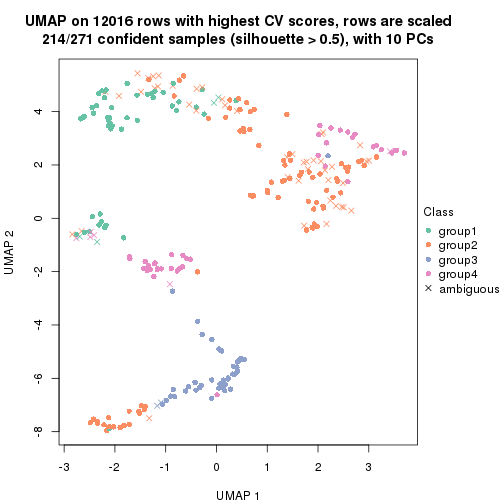 UMAP on 12016 rows with highest CV scores, rows are scaled
214/271 confident samples (silhouette > 0.5), with 10 PCs
4
2
0
-2
-4
-6
-8
UMAP 2
-3
-2
-1
0
1
2
3
UMAP 1
Class
group1
group2
group3
group4
ambiguous